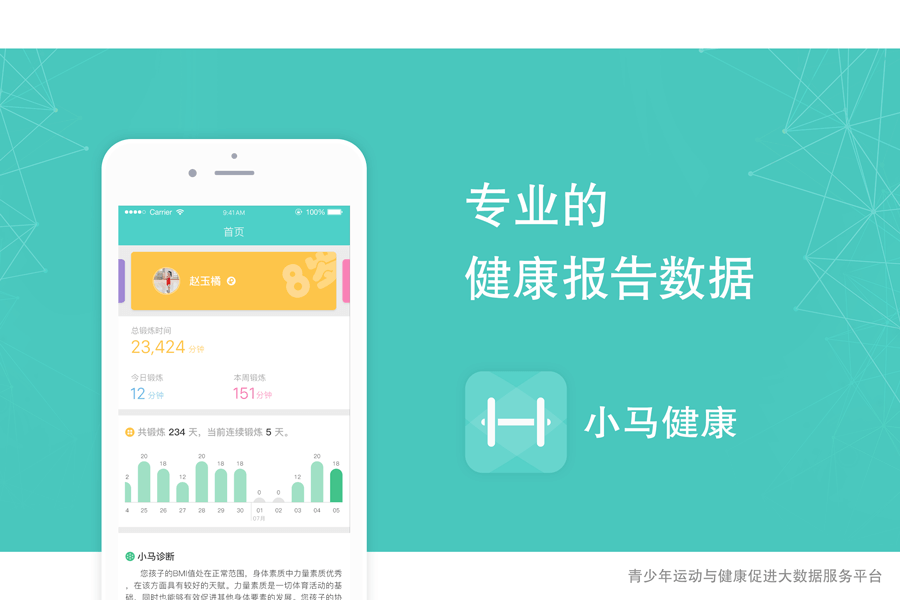 专业的
健康报告数据
小马健康
青少年运动与健康促进大数据服务平台
Carrier
9:41 AM
100%
首页
赵玉橘
8岁
总锻炼时间
23,424 分钟
今日锻炼
本周锻炼
12 分钟
151 分钟
共锻炼 234 天，当前连续锻炼 5 天。
2 20 18 12 20 18 18 0 0 12 20 18
4 25 26 27 28 29 30 01 02 03 04 05
07月
小马诊断
您孩子的BMI值处在正常范围，身体素质中力量素质优秀
，在该方面具有较好的天赋。力量素质是一切体育活动的基
础，同时也能够有效促进其他身体要素的发展。您孩子的协